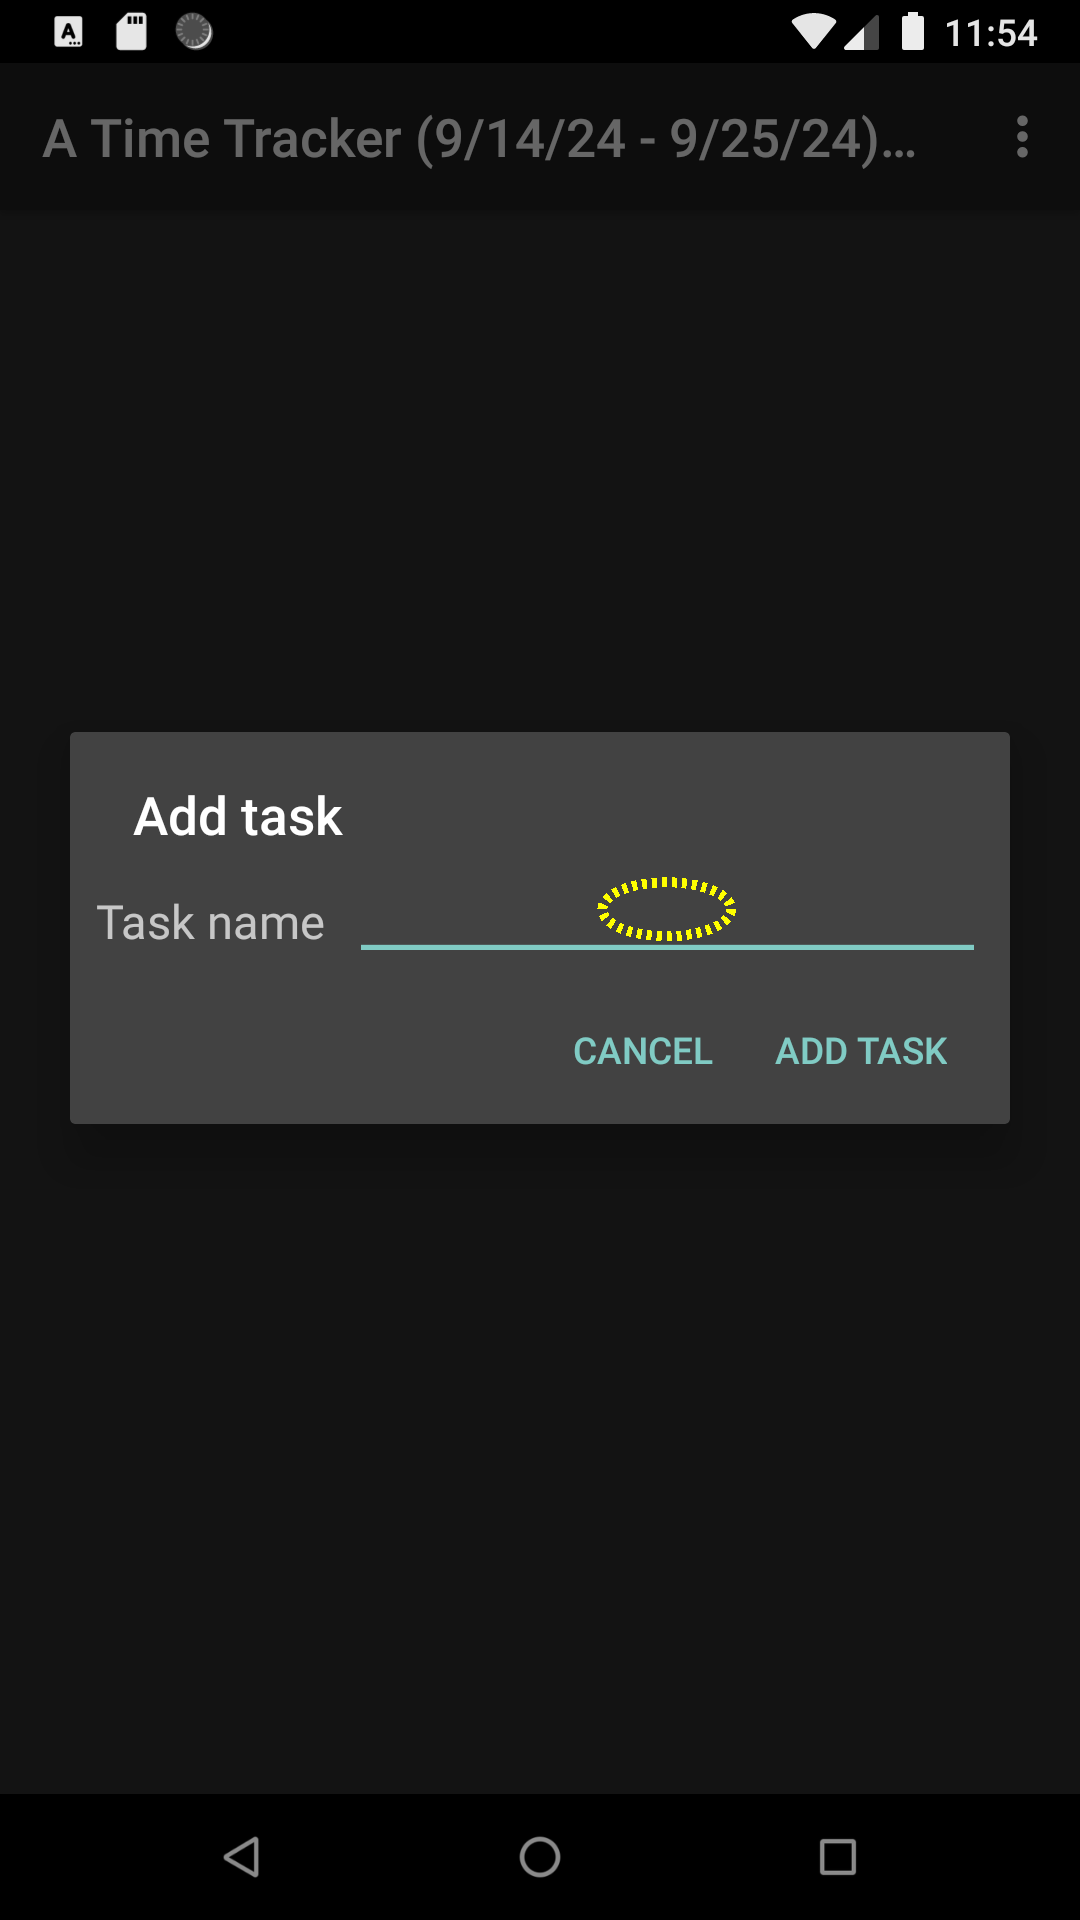 11:54
A Time Tracker (9/14/24 - 9/25/24)...
Add task
Task name
CANCEL ADD TASK